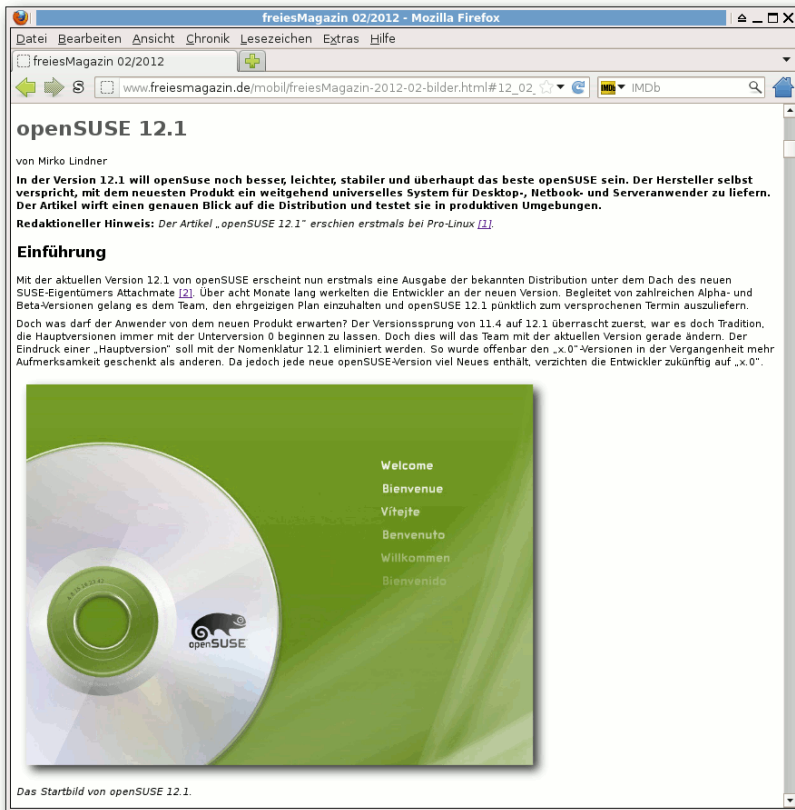 freiesMagazin 02/2012 - Mozilla Firefox
Datei Bearbeiten Ansicht Chronik Lesezeichen Extras Hilfe
freiesMagazin 02/2012
www.freiesmagazin.de/mobil/freiesMagazin-2012-02-bilder.html#12_02_
IMDb IMDb
openSUSE 12.1
von Mirko Lindner
In der Version 12.1 will openSuse noch besser, leichter, stabiler und überhaupt das beste openSUSE sein. Der Hersteller selbst
verspricht, mit dem neuesten Produkt ein weitgehend universelles System für Desktop-, Netbook- und Serveranwender zu liefern.
Der Artikel wirft einen genauen Blick auf die Distribution und testet sie in produktiven Umgebungen.
Redaktioneller Hinweis: Der Artikel „openSUSE 12.1“ erschien erstmals bei Pro-Linux [1].
Einführung
Mit der aktuellen Version 12.1 von openSUSE erscheint nun erstmals eine Ausgabe der bekannten Distribution unter dem Dach des neuen
SUSE-Eigentümers Attachmate [2]. Über acht Monate lang werkelten die Entwickler an der neuen Version. Begleitet von zahlreichen Alpha- und
Beta-Versionen gelang es dem Team, den ehrgeizigen Plan einzuhalten und openSUSE 12.1 pünktlich zum versprochenen Termin auszuliefern.
Doch was darf der Anwender von dem neuen Produkt erwarten? Der Versionssprung von 11.4 auf 12.1 überrascht zuerst, war es doch Tradition,
die Hauptversionen immer mit der Unterversion 0 beginnen zu lassen. Doch dies will das Team mit der aktuellen Version gerade ändern. Der
Eindruck einer „Hauptversion“ soll mit der Nomenklatur 12.1 eliminiert werden. So wurde offenbar den „x.0“-Versionen in der Vergangenheit mehr
Aufmerksamkeit geschenkt als anderen. Da jedoch jede neue openSUSE-Version viel Neues enthält, verzichten die Entwickler zukünftig auf „x.0“.
Welcome
Bienvenue
Vítejte
Benvenuto
Willkommen
Bienvenido
openSUSE
Das Startbild von openSUSE 12.1.